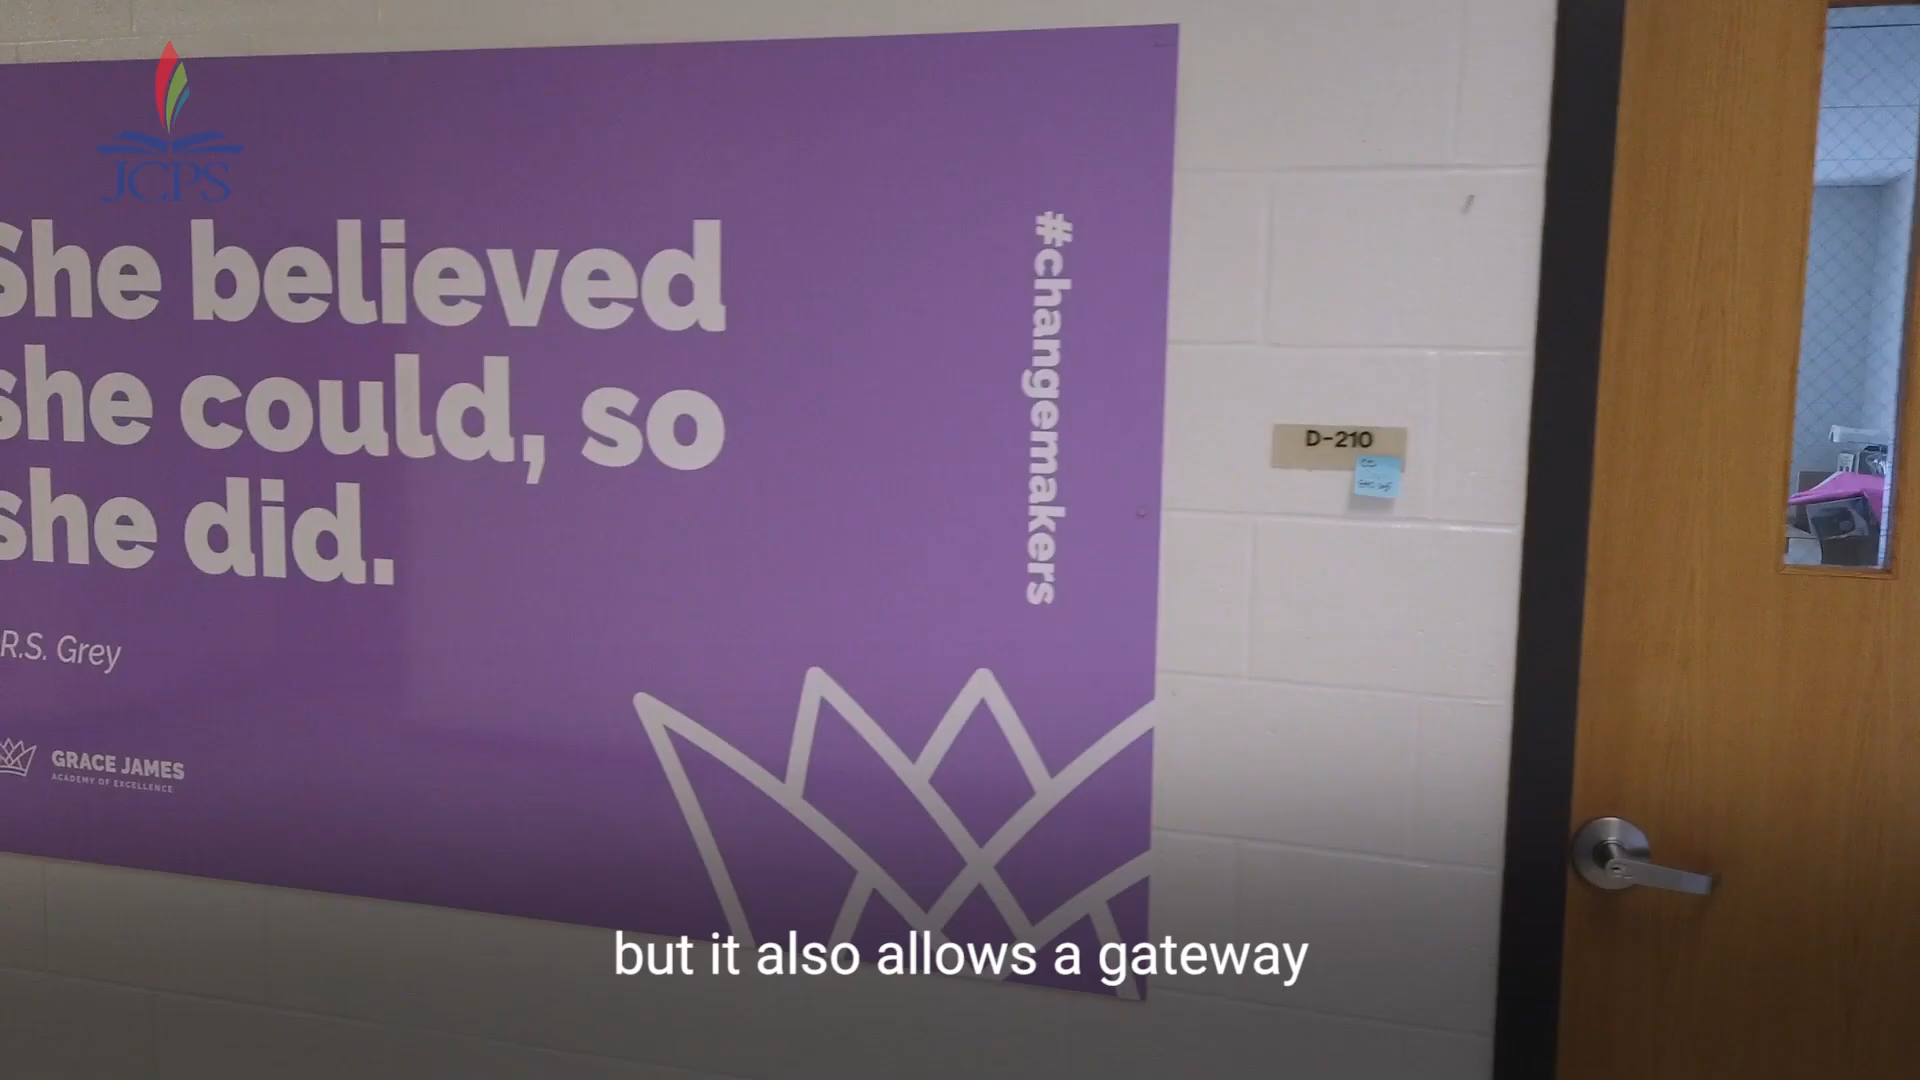 JCPS
She believed
she could, so
she did.
R.S. Grey
GRACE JAMES
ACADEMY OF EXCELLENCE
#changemakers
D-210
but it also allows a gateway